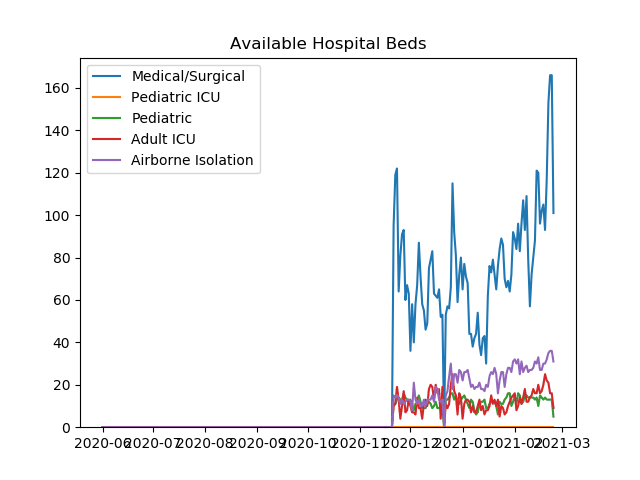 Available Hospital Beds
Medical/Surgical
Pediatric ICU
Pediatric
Adult ICU
Airborne Isolation
160
140
120
100
80
60
40
20
0
2020-06 2020-07 2020-08 2020-09 2020-10 2020-11 2020-12 2021-01 2021-02 2021-03